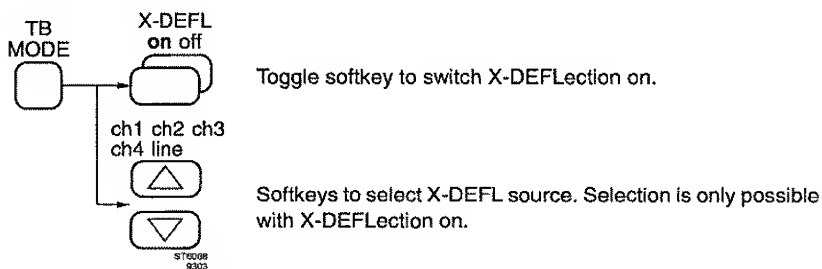 TB
MODE
X-DEFL
on off
Toggle softkey to switch X-DEFLection on.
ch1 ch2 ch3
ch4 line
Softkeys to select X-DEFL source. Selection is only possible
with X-DEFLection on.
ST6088
9303